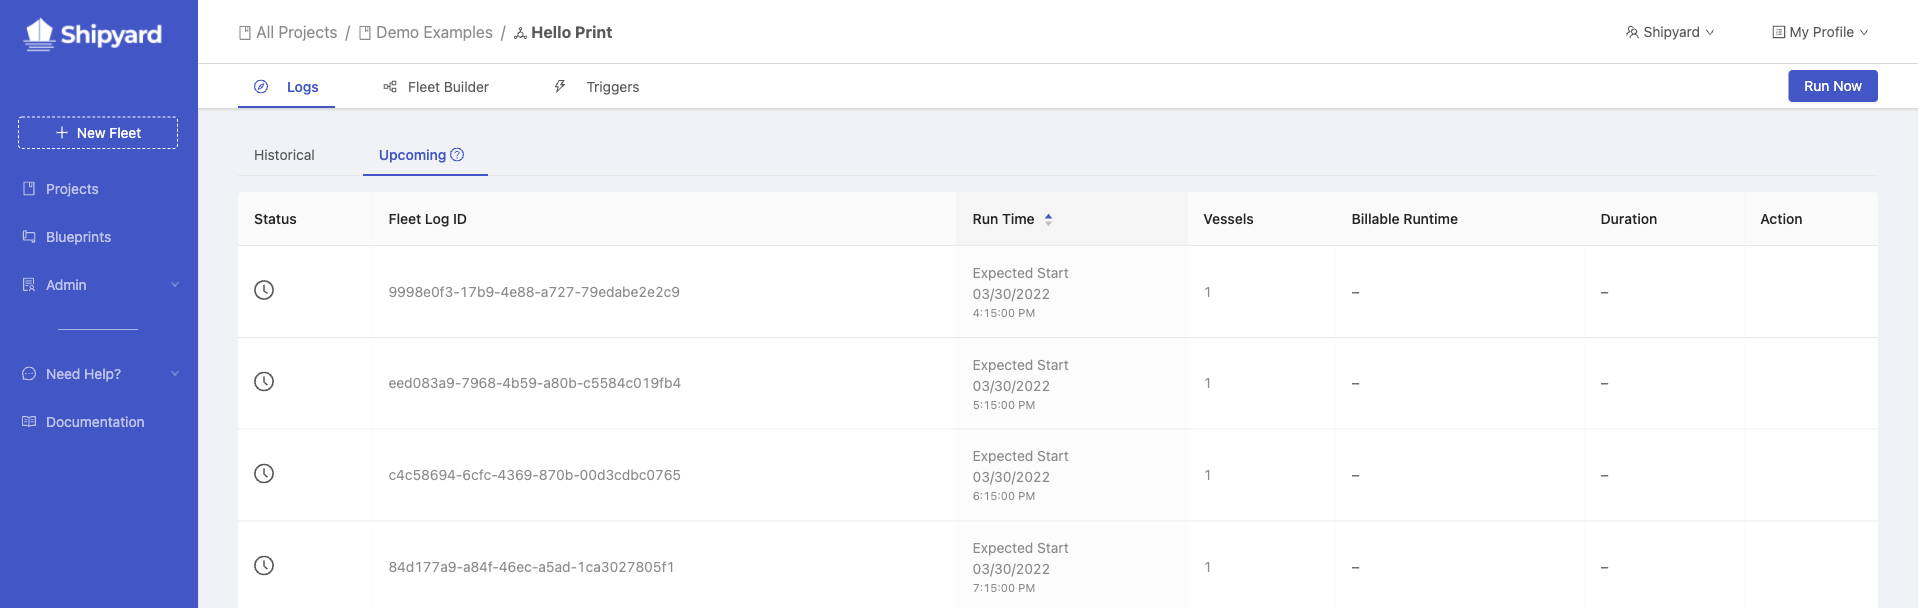 Shipyard
All Projects / Demo Examples / Hello Print
Shipyard
My Profile
Logs
Fleet Builder
Triggers
Run Now
+ New Fleet
Projects
Blueprints
Admin
Need Help?
Documentation
Historical
Upcoming ?
Status Fleet Log ID Run Time Vessels Billable Runtime Duration Action
Expected Start
9998e0f3-17b9-4e88-a727-79edabe2e2c9 03/30/2022 1 – –
4:15:00 PM
Expected Start
eed083a9-7968-4b59-a80b-c5584c019fb4 03/30/2022 1 – –
5:15:00 PM
Expected Start
c4c58694-6cfc-4369-870b-00d3cdbc0765 03/30/2022 1 – –
6:15:00 PM
Expected Start
84d177a9-a84f-46ec-a5ad-1ca3027805f1 03/30/2022 1 – –
7:15:00 PM